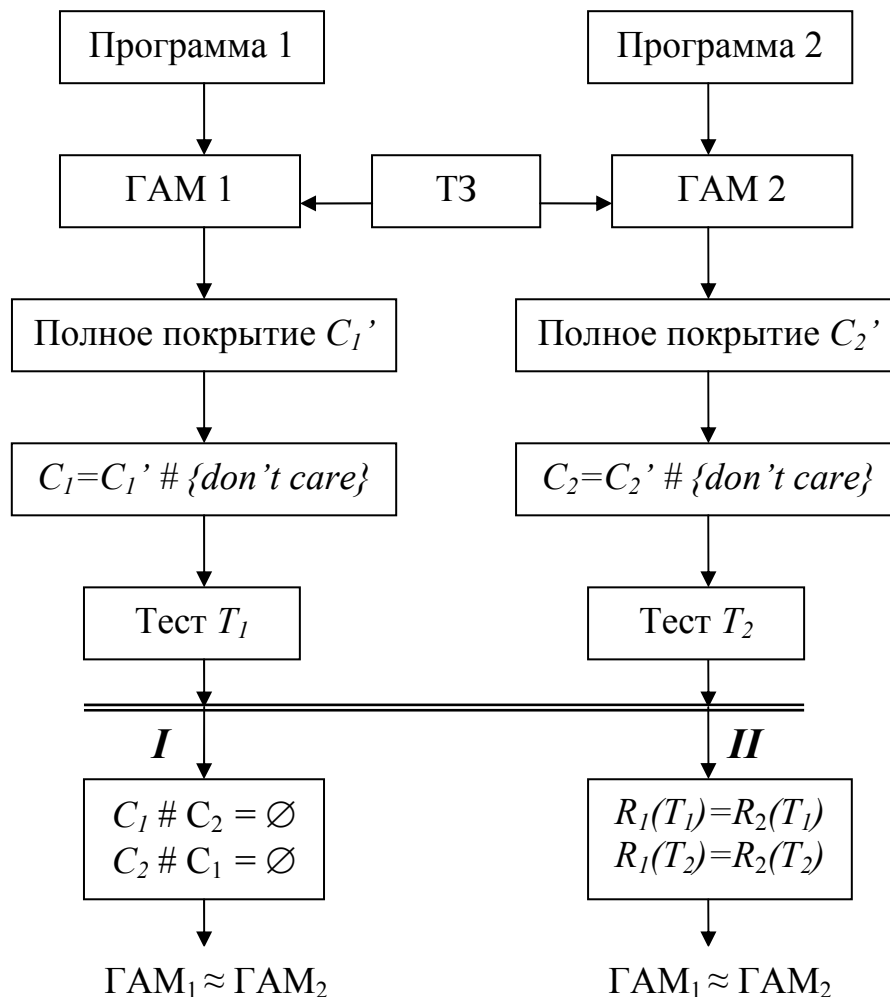 Программа 1
Программа 2
ГАМ 1
ТЗ
ГАМ 2
Полное покрытие C₁’
Полное покрытие C₂’
C₁=C₁’ # {don’t care}
C₂=C₂’ # {don’t care}
Тест T₁
Тест T₂
I
II
C₁ # C₂ = ∅
C₂ # C₁ = ∅
R₁(T₁)=R₂(T₁)
R₁(T₂)=R₂(T₂)
ГАМ₁ ≈ ГАМ₂
ГАМ₁ ≈ ГАМ₂